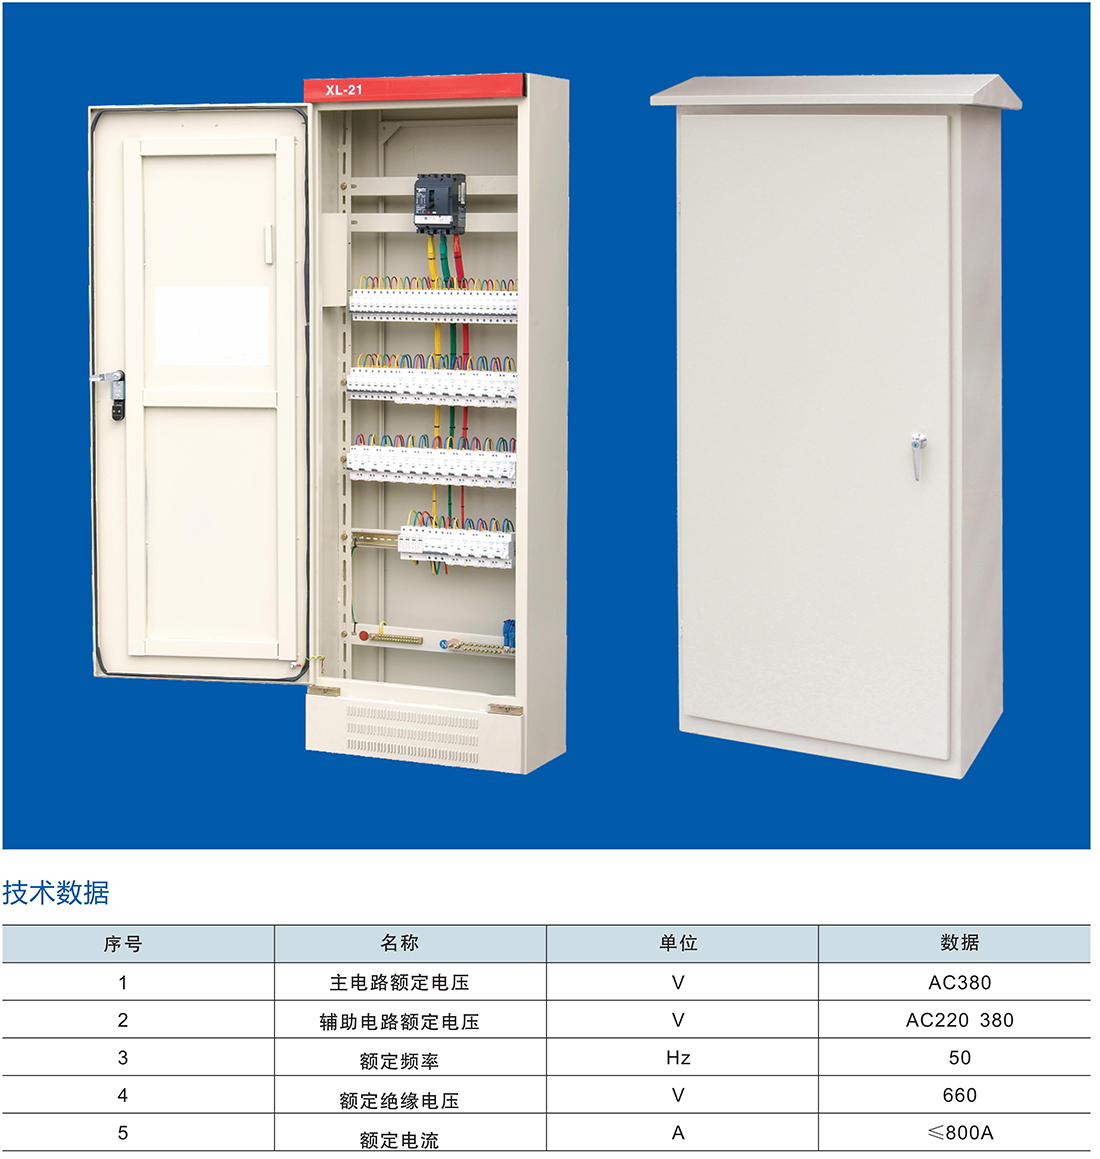 XL-21
N
技术数据
序号 名称 单位 数据
1 主电路额定电压 V AC380
2 辅助电路额定电压 V AC220 380
3 额定频率 Hz 50
4 额定绝缘电压 V 660
5 额定电流 A ≤800A